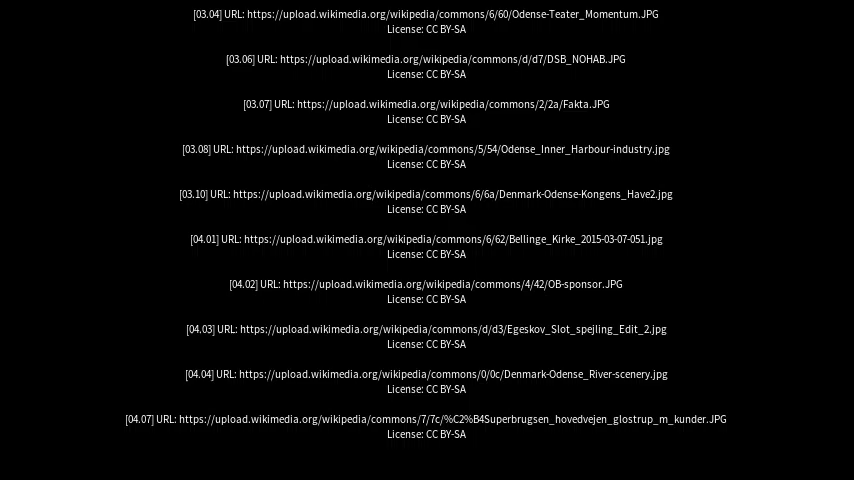 [03.04] URL: https://upload.wikimedia.org/wikipedia/commons/6/60/Odense-Teater_Momentum.JPG
License: CC BY-SA
[03.06] URL: https://upload.wikimedia.org/wikipedia/commons/d/d7/DSB_NOHAB.JPG
License: CC BY-SA
[03.07] URL: https://upload.wikimedia.org/wikipedia/commons/2/2a/Fakta.JPG
License: CC BY-SA
[03.08] URL: https://upload.wikimedia.org/wikipedia/commons/5/54/Odense_Inner_Harbour-industry.jpg
License: CC BY-SA
[03.10] URL: https://upload.wikimedia.org/wikipedia/commons/6/6a/Denmark-Odense-Kongens_Have2.jpg
License: CC BY-SA
[04.01] URL: https://upload.wikimedia.org/wikipedia/commons/6/62/Bellinge_Kirke_2015-03-07-051.jpg
License: CC BY-SA
[04.02] URL: https://upload.wikimedia.org/wikipedia/commons/4/42/OB-sponsor.JPG
License: CC BY-SA
[04.03] URL: https://upload.wikimedia.org/wikipedia/commons/d/d3/Egeskov_Slot_spejling_Edit_2.jpg
License: CC BY-SA
[04.04] URL: https://upload.wikimedia.org/wikipedia/commons/0/0c/Denmark-Odense_River-scenery.jpg
License: CC BY-SA
[04.07] URL: https://upload.wikimedia.org/wikipedia/commons/7/7c/%C2%B4Superbrugsen_hovedvejen_glostrup_m_kunder.JPG
License: CC BY-SA